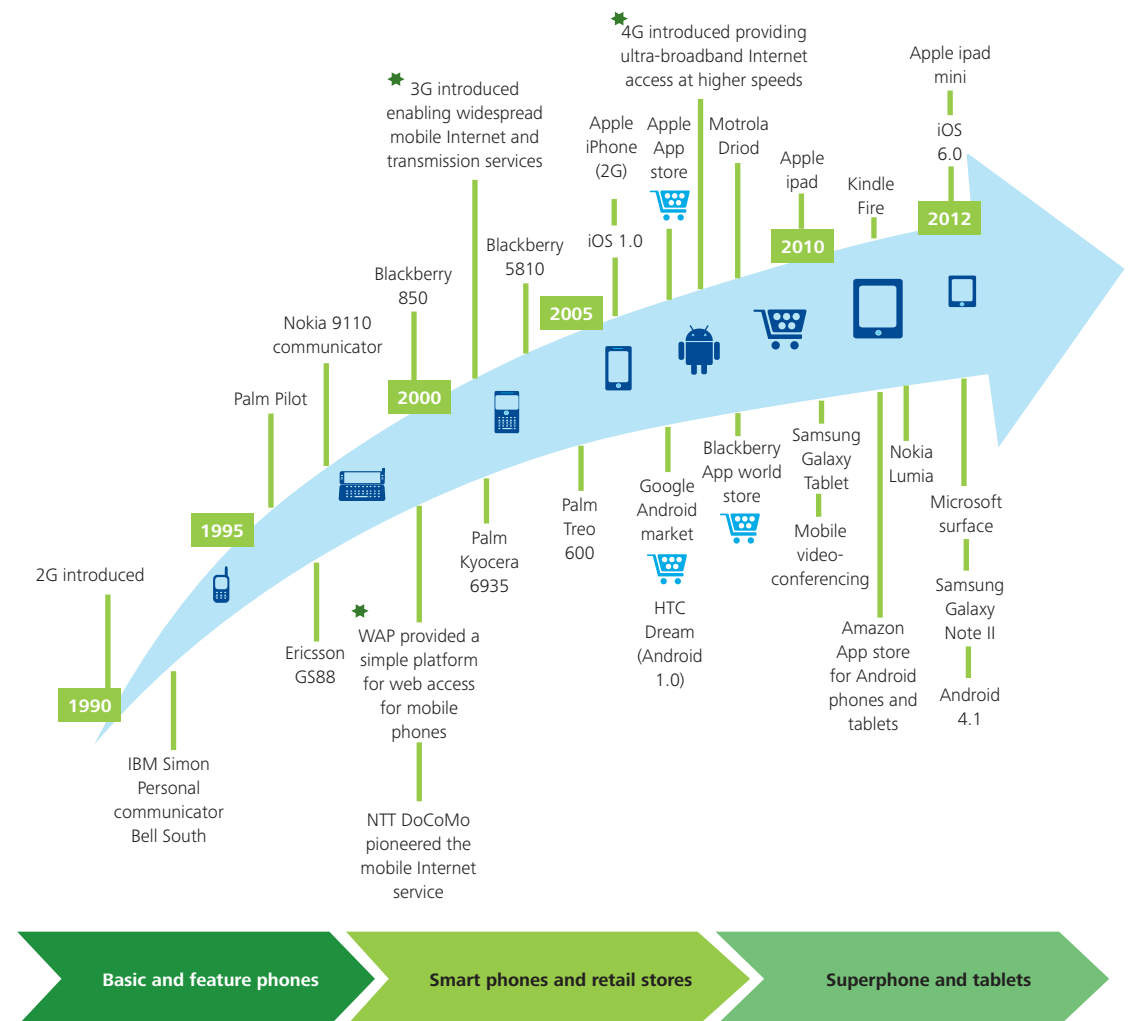 4G introduced providing
ultra-broadband Internet
access at higher speeds
Apple ipad
mini
iOS
6.0
3G introduced
enabling widespread
mobile Internet and
transmission services
Apple
iPhone
(2G)
iOS 1.0
Apple
App
store
Motrola
Driod
Apple
ipad
Kindle
Fire
2012
2010
Blackberry
5810
Blackberry
850
2005
Nokia 9110
communicator
Palm Pilot
2000
1995
2G introduced
1990
IBM Simon
Personal
communicator
Bell South
Ericsson
GS88
WAP provided a
simple platform
for web access
for mobile
phones
NTT DoCoMo
pioneered the
mobile Internet
service
Palm
Kyocera
6935
Palm
Treo
600
Google
Android
market
HTC
Dream
(Android
1.0)
Blackberry
App world
store
Samsung
Galaxy
Tablet
Mobile
video-
conferencing
Amazon
App store
for Android
phones and
tablets
Nokia
Lumia
Microsoft
surface
Samsung
Galaxy
Note II
Android
4.1
Basic and feature phones
Smart phones and retail stores
Superphone and tablets